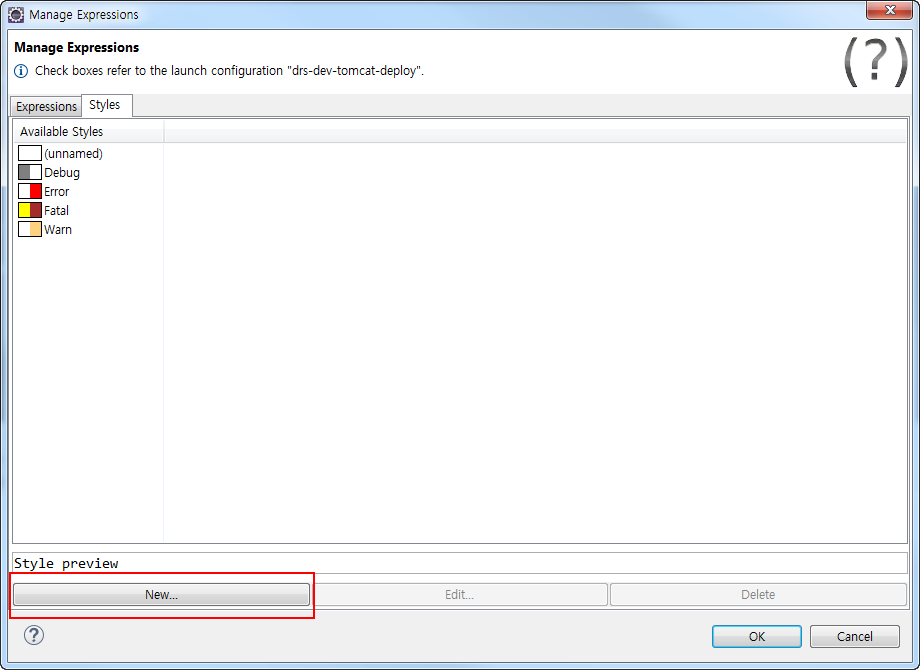 Manage Expressions
Manage Expressions
Check boxes refer to the launch configuration "drs-dev-tomcat-deploy".
(?)
Expressions Styles
Available Styles
(unnamed)
Debug
Error
Fatal
Warn
Style preview
New... Edit... Delete
? OK Cancel